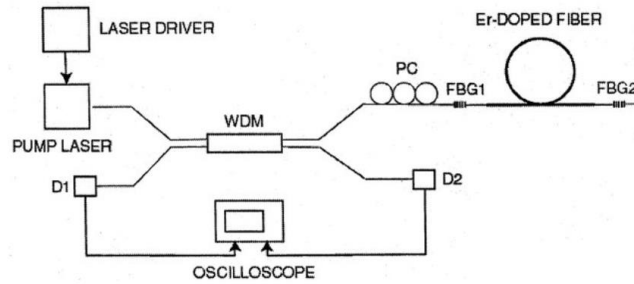 LASER DRIVER
Er-DOPED FIBER
PC
FBG1
FBG2
WDM
PUMP LASER
D1
D2
OSCILLOSCOPE